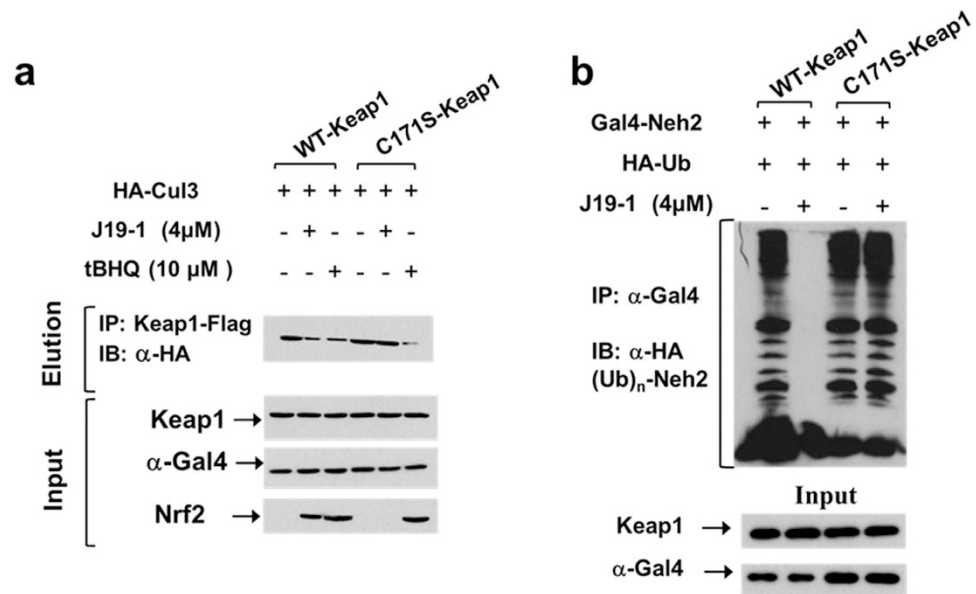 a
WT-Keap1
C171S-Keap1
HA-Cul3 + + + + + +
J19-1 (4µM) - + - - + -
tBHQ (10 µM ) - - + - - +
Elution
IP: Keap1-Flag
IB: α-HA
Input
Keap1
α-Gal4
Nrf2
b
WT-Keap1
C171S-Keap1
Gal4-Neh2 + + + +
HA-Ub + + + +
J19-1 (4µM) - + - +
IP: α-Gal4
IB: α-HA
(Ub)n-Neh2
Input
Keap1
α-Gal4